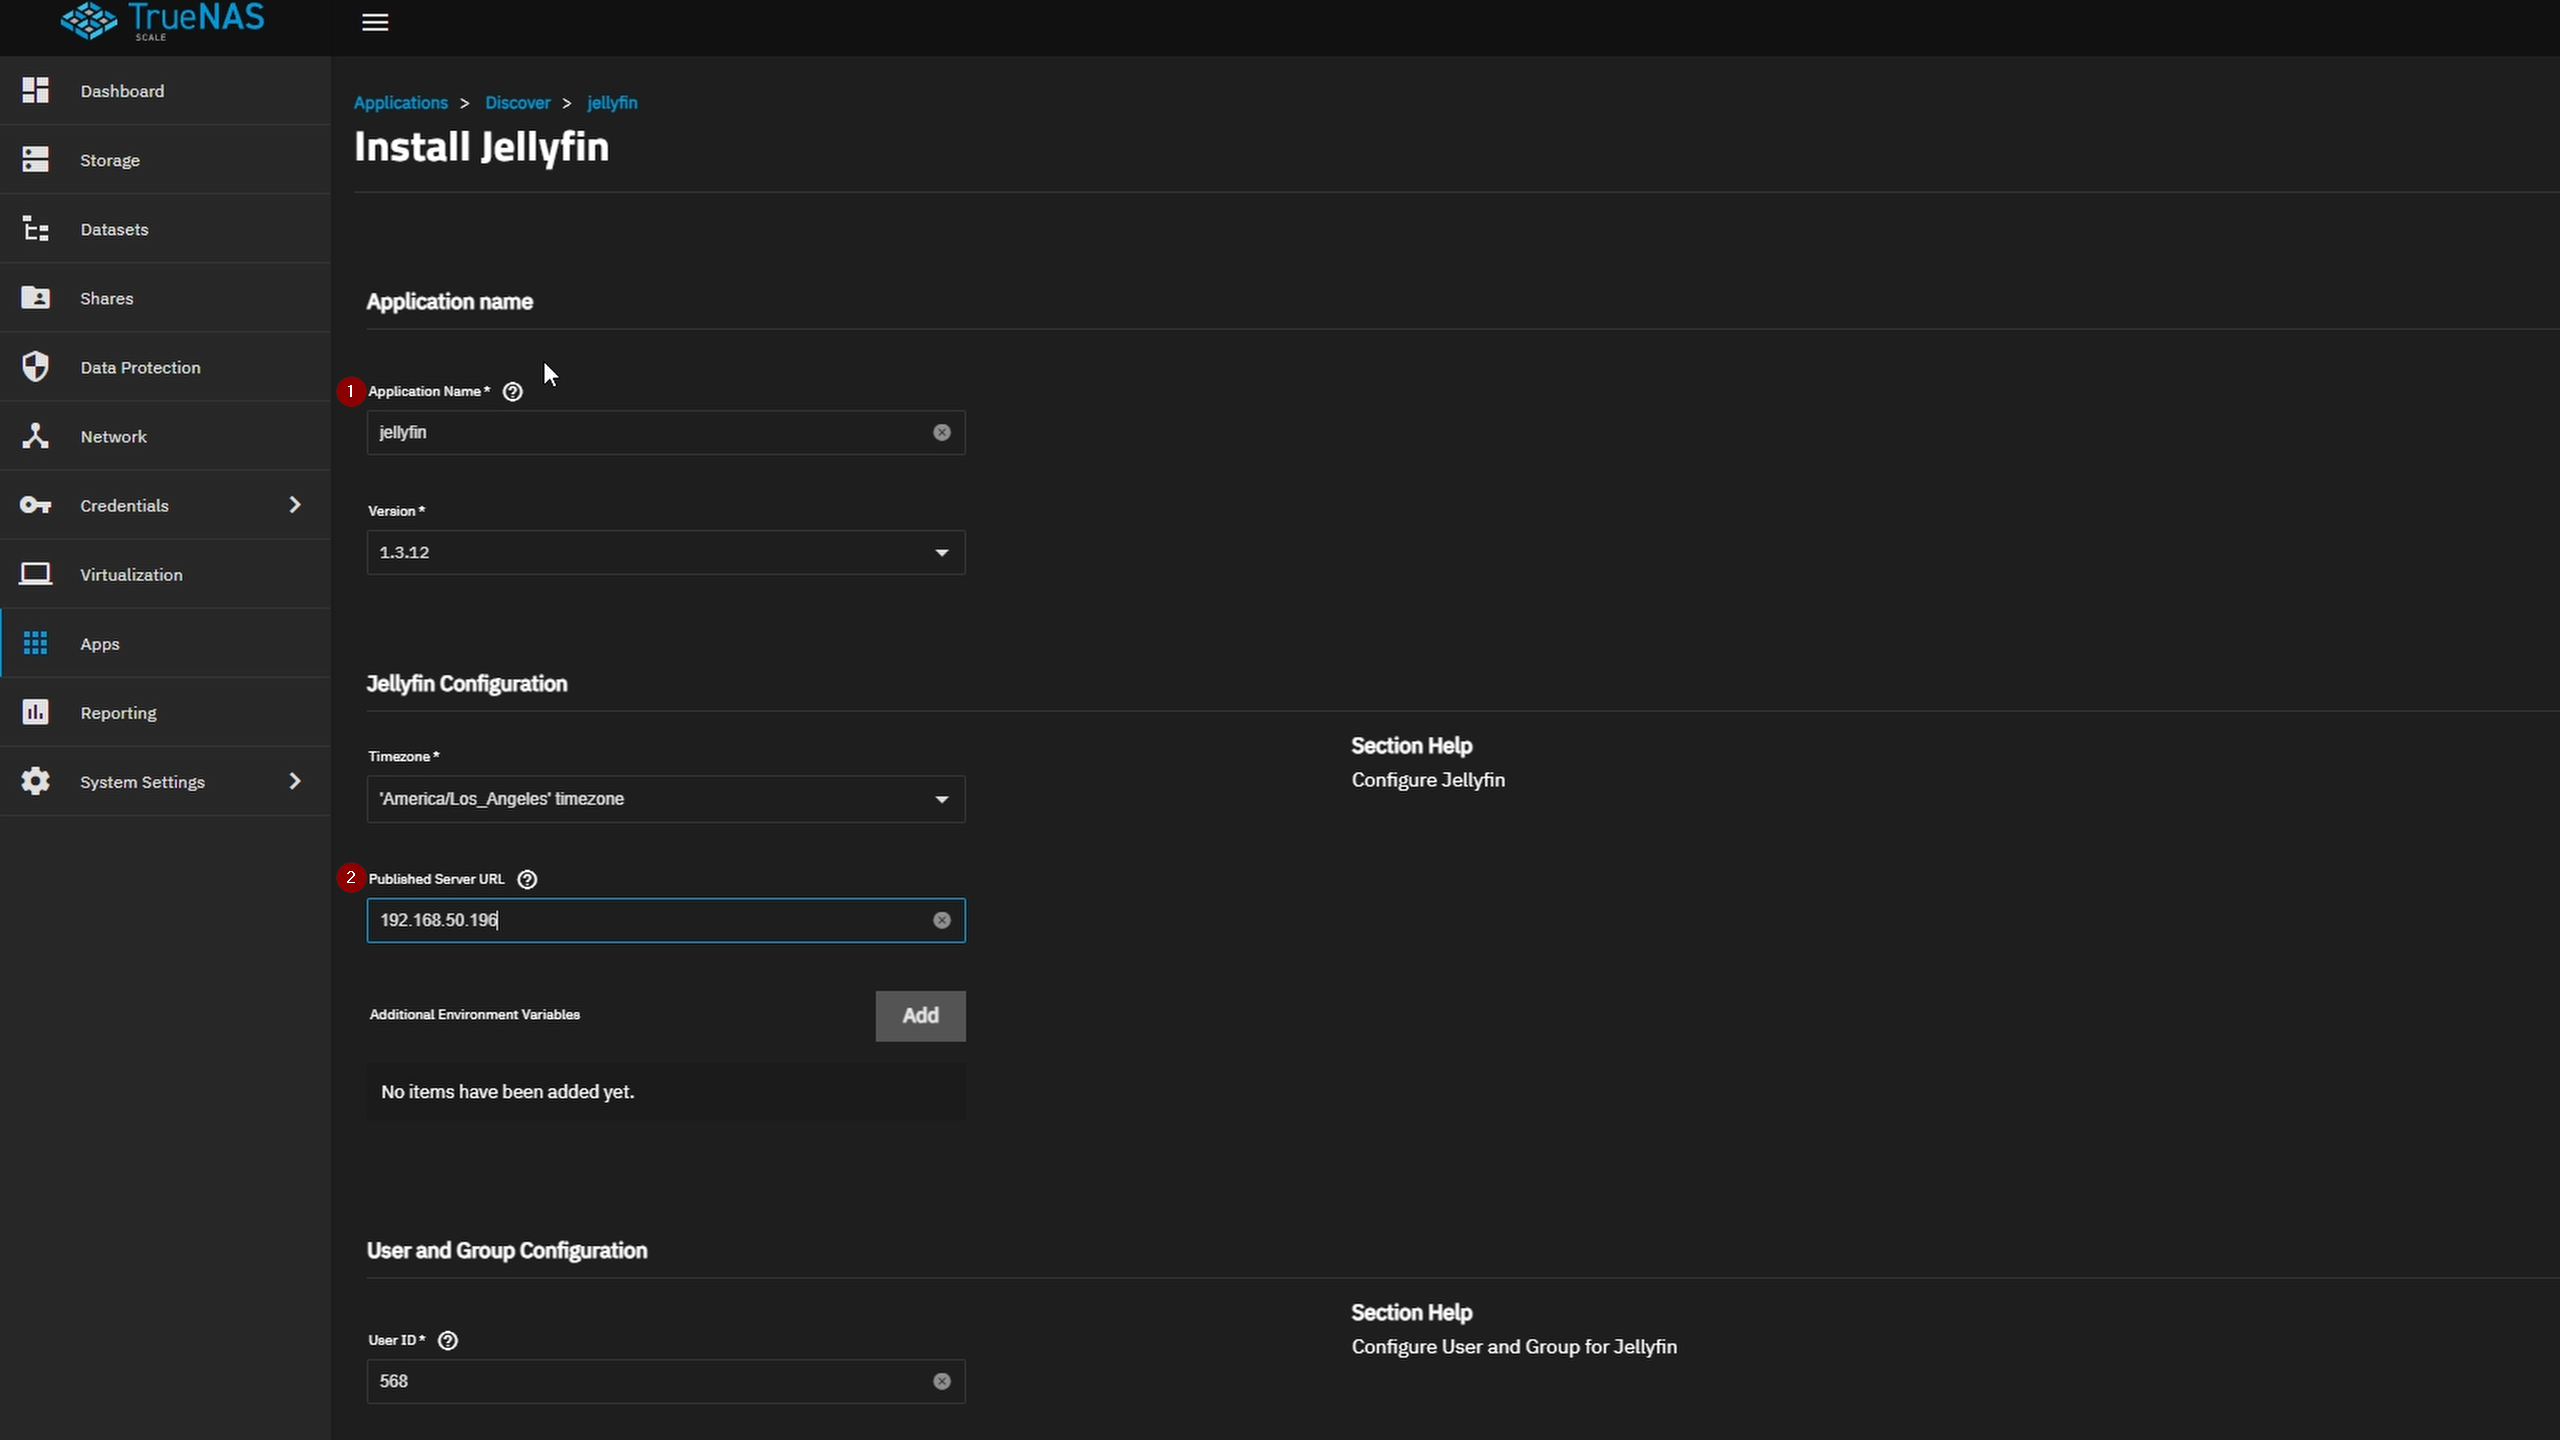 TrueNAS
SCALE
Dashboard
Storage
Datasets
Shares
Data Protection
Network
Credentials
Virtualization
Apps
Reporting
System Settings
Applications > Discover > jellyfin
Install Jellyfin
Application name
1 Application Name *
jellyfin
Version *
1.3.12
Jellyfin Configuration
Timezone *
'America/Los_Angeles' timezone
Section Help
Configure Jellyfin
2 Published Server URL
192.168.50.196
Additional Environment Variables
Add
No items have been added yet.
User and Group Configuration
User ID *
568
Section Help
Configure User and Group for Jellyfin